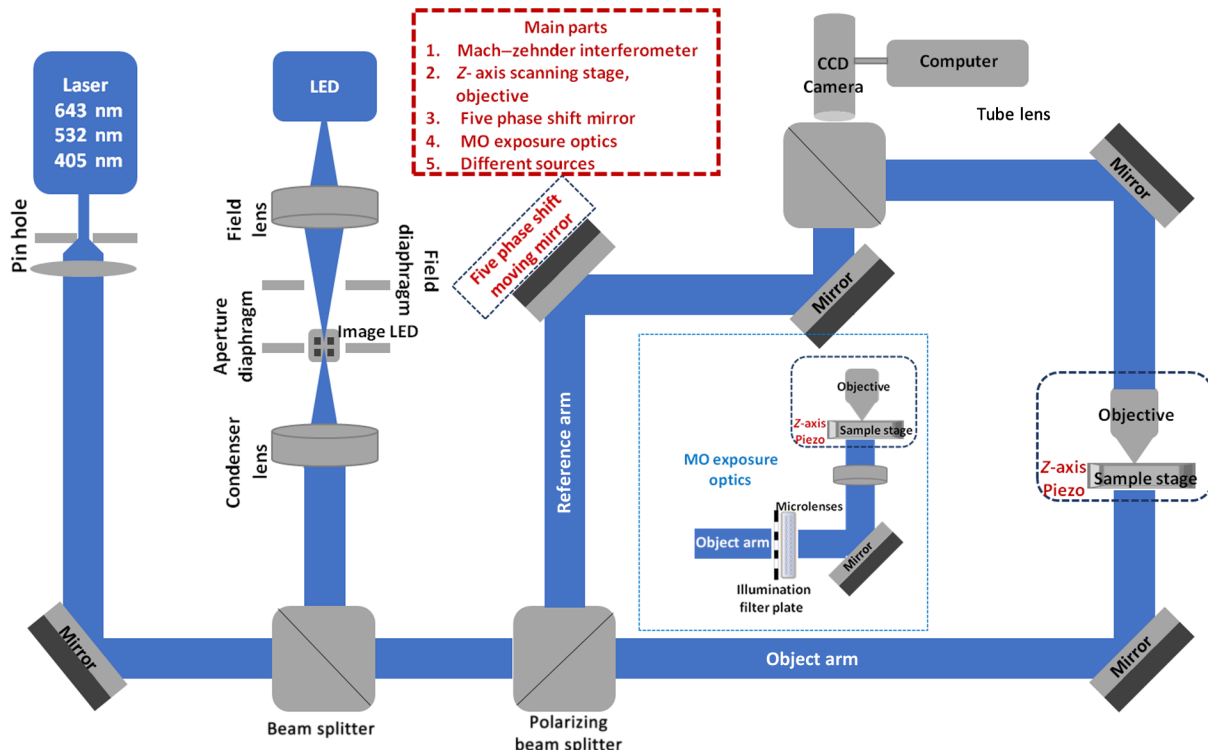 Main parts
1. Mach–zehnder interferometer
2. Z- axis scanning stage,
objective
3. Five phase shift mirror
4. MO exposure optics
5. Different sources
Laser
643 nm
532 nm
405 nm
LED
CCD
Camera
Computer
Tube lens
Pin hole
Field
lens
Field
diaphragm
Aperture
diaphragm
Image LED
Condenser
lens
Five phase shift
moving mirror
Mirror
Mirror
Reference arm
Objective
Z-axis
Piezo
Sample stage
MO exposure
optics
Microlenses
Object arm
Mirror
Illumination
filter plate
Objective
Z-axis
Piezo
Sample stage
Mirror
Object arm
Mirror
Beam splitter
Polarizing
beam splitter